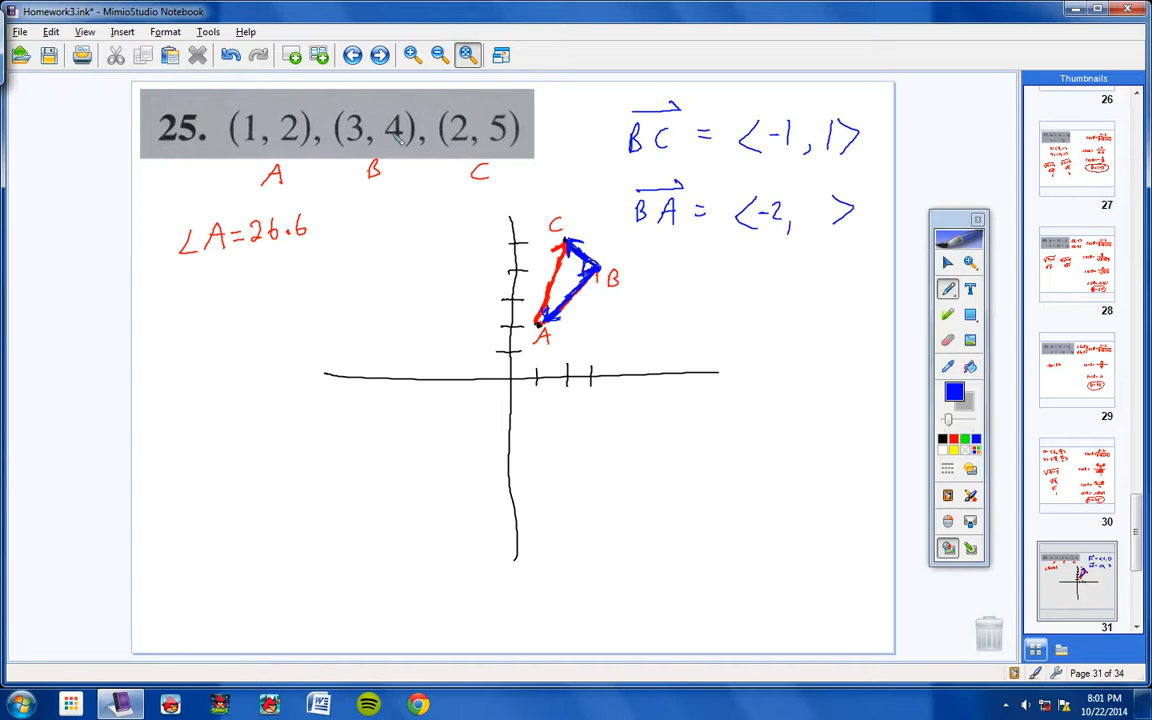 Homework3.ink* - MimioStudio Notebook
File Edit View Insert Format Tools Help
Thumbnails
25. (1, 2), (3, 4), (2, 5)
A B C
BC = <-1, 1>
BA = <-2, >
∠A=26.6
C
B
A
T
26
27
28
29
30
31
Page 31 of 34
8:01 PM
10/22/2014